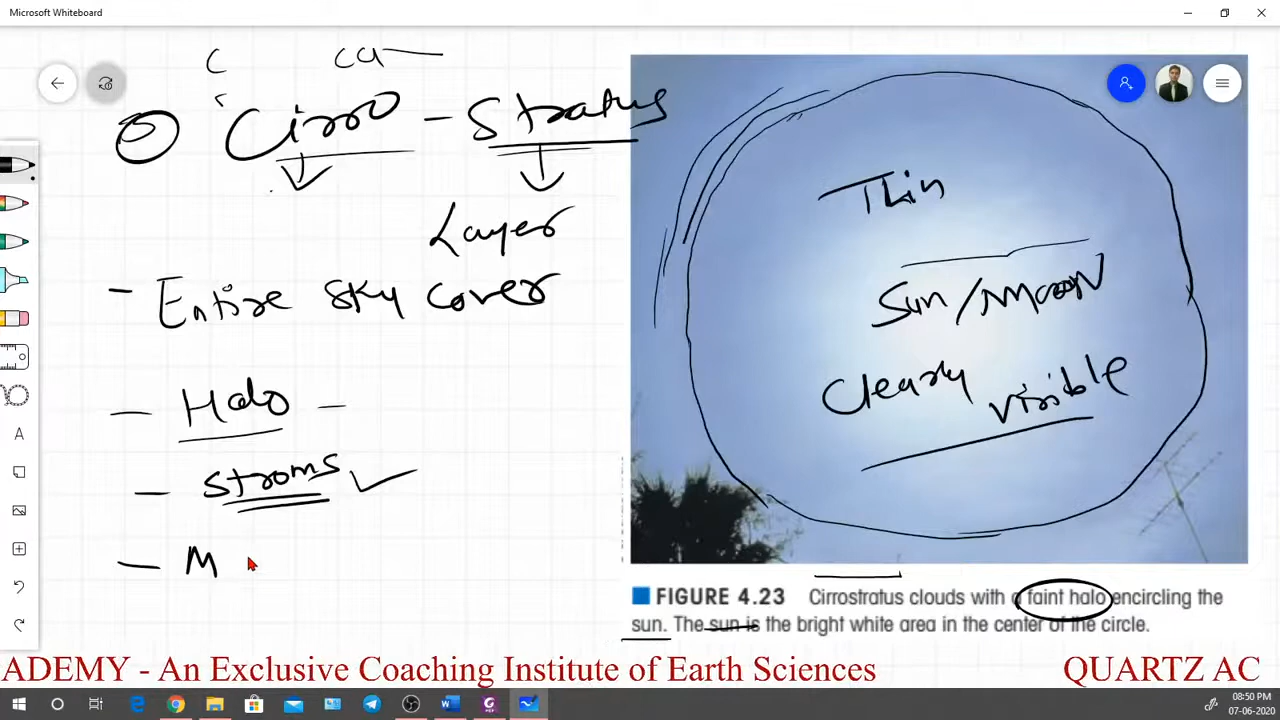 Microsoft Whiteboard
C ca
Cirro - Stratus
Layer
- Entire Sky cover
- Halo -
- Stroms ✓
- M
Thin
Sun/Moon
Clearly visible
FIGURE 4.23 Cirrostratus clouds with a faint halo encircling the
sun. The sun is the bright white area in the center of the circle.
ADEMY - An Exclusive Coaching Institute of Earth Sciences QUARTZ AC
08:50 PM
07-06-2020